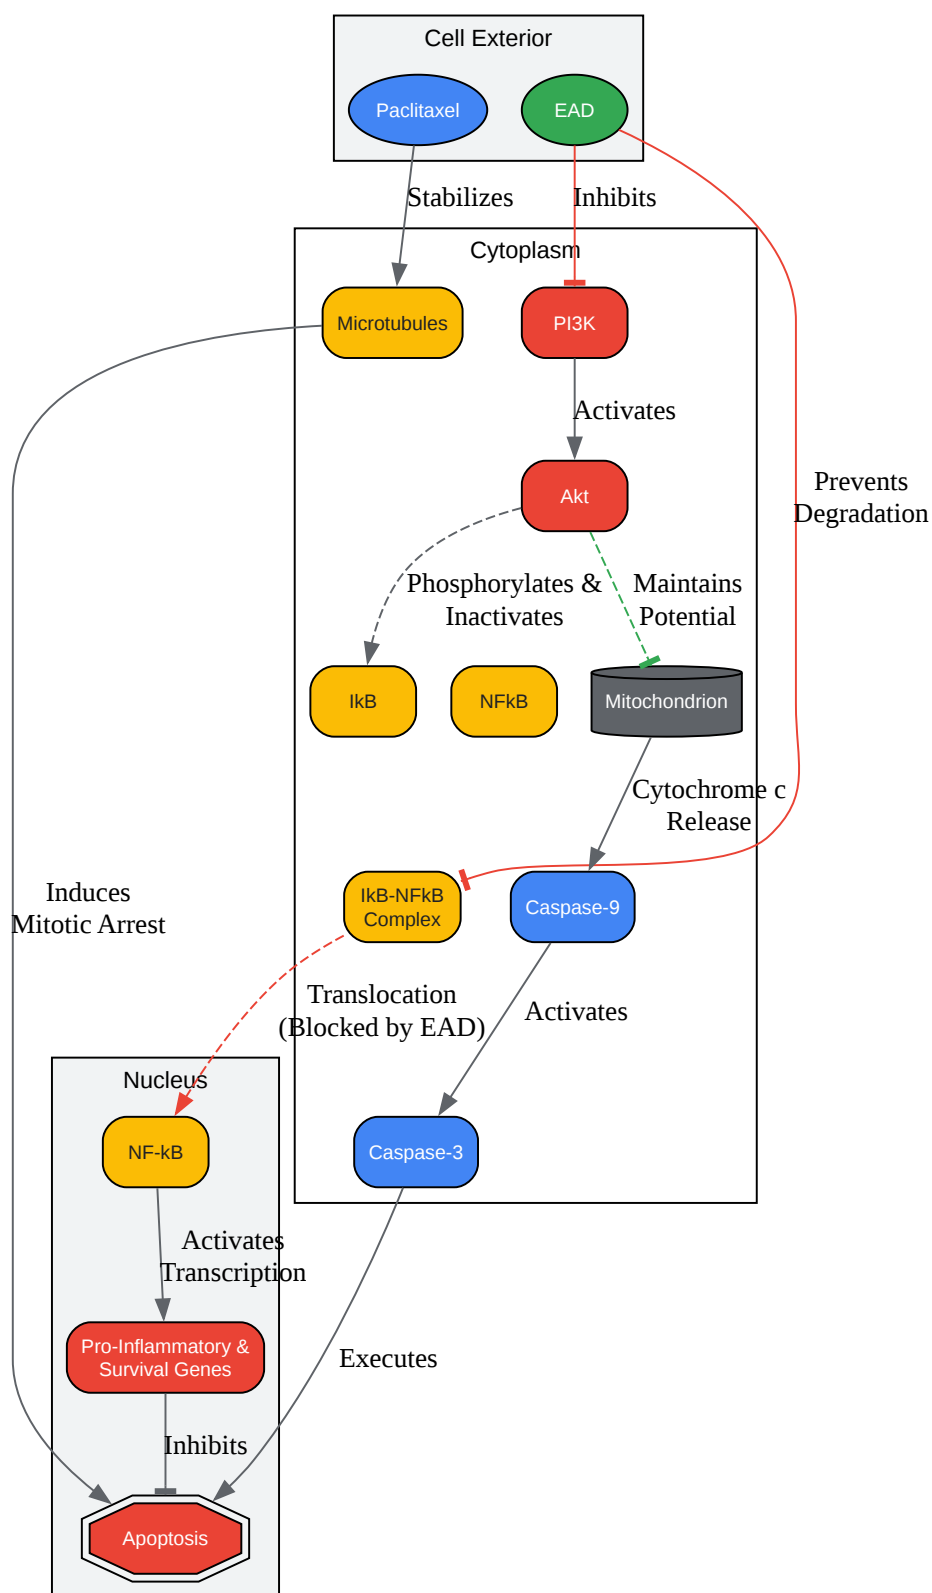 Cell Exterior
Paclitaxel
EAD
Stabilizes
Inhibits
Cytoplasm
Microtubules
PI3K
Activates
Prevents
Degradation
Akt
Phosphorylates &
Inactivates
Maintains
Potential
IkB
NFkB
Mitochondrion
Cytochrome c
Release
Induces
Mitotic Arrest
IkB-NFkB
Complex
Caspase-9
Translocation
(Blocked by EAD)
Activates
Nucleus
NF-kB
Caspase-3
Activates
Transcription
Pro-Inflammatory &
Survival Genes
Executes
Inhibits
Apoptosis